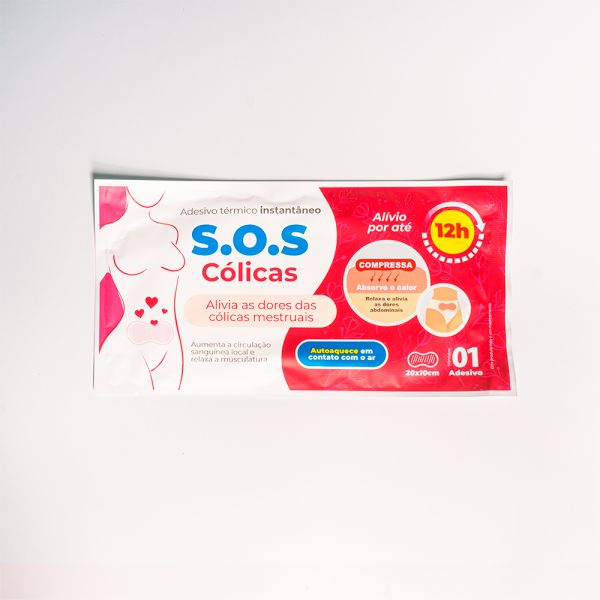 Adesivo térmico instantâneo
S.O.S
Cólicas
Alivia as dores das
cólicas mestruais
Aumenta a circulação
sanguínea local e
relaxa a musculatura
Alívio
por até
12h
COMPRESSA
Absorve o calor
Relaxa e alivia
as dores
abdominais
Autoaquece em
contato com o ar
20x10cm
01
Adesivo